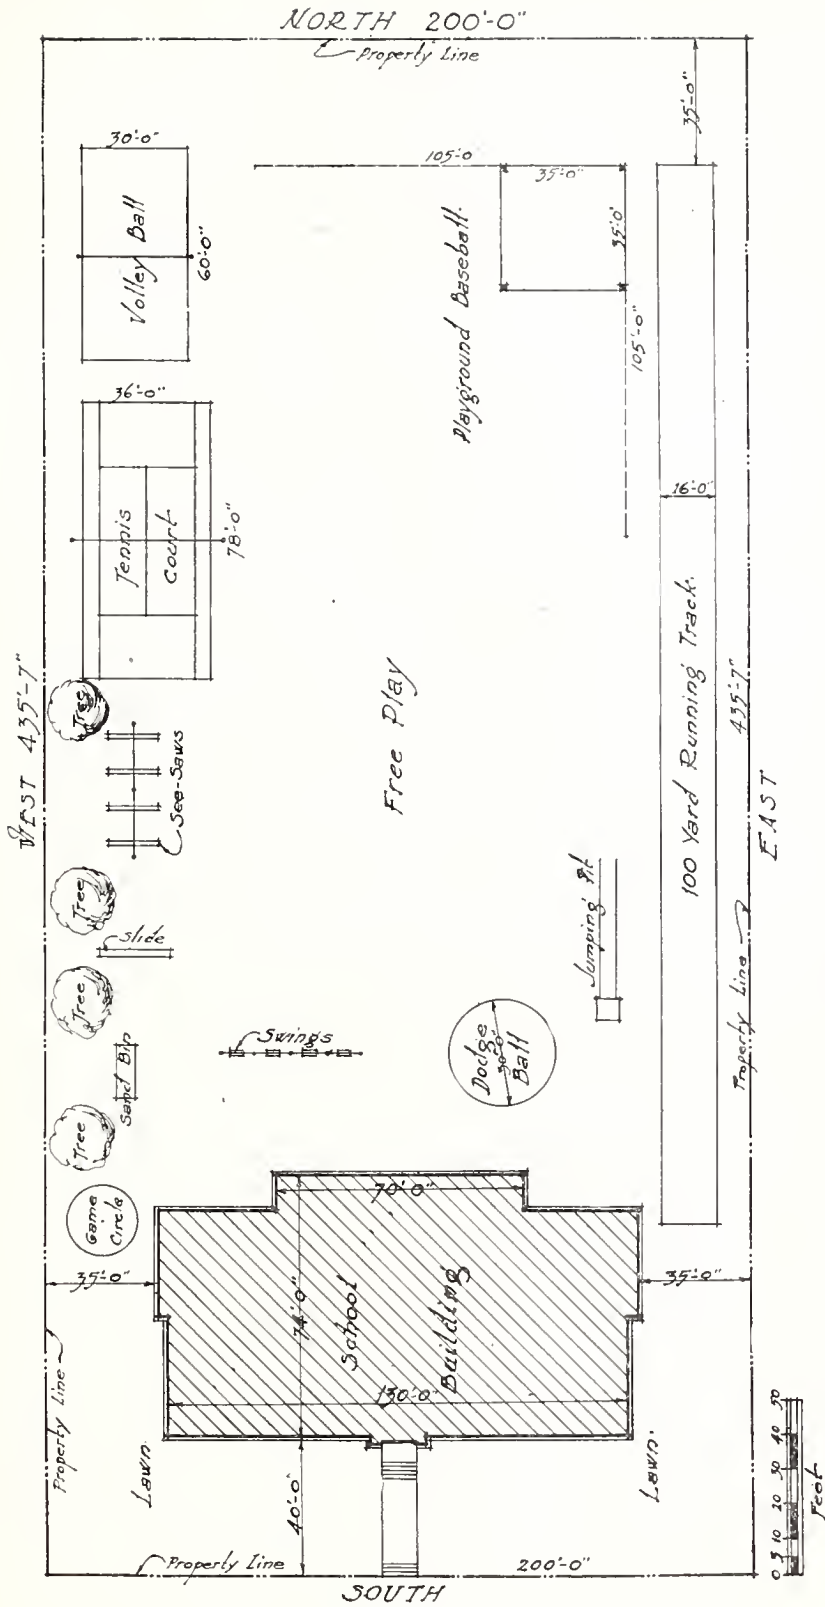 NORTH 200'-0"
Property Line
35'-0"
30'-0"
Volley Ball
60'-0"
105'-0
35'-0"
35'-0'
Playground Baseball.
105'-0"
36'-0"
Tennis
Court
78'-0"
16'-0"
100 Yard Running Track.
Free Play
WEST 435'-7"
435'-7"
EAST
Tree
See-Saws
Tree
Slide
Tree
Jumping Pit
Swings
Dodge
30'-0"
Ball
Sand Bin
Property Line
Tree
Game
Circle
70'-0"
35'-0"
35'-0"
74'-0"
School
Building
130'-0"
Property Line
Lawn.
Lawn.
40'-0"
Property Line
200'-0"
SOUTH
0 5 10 20 30 40 50
Feet